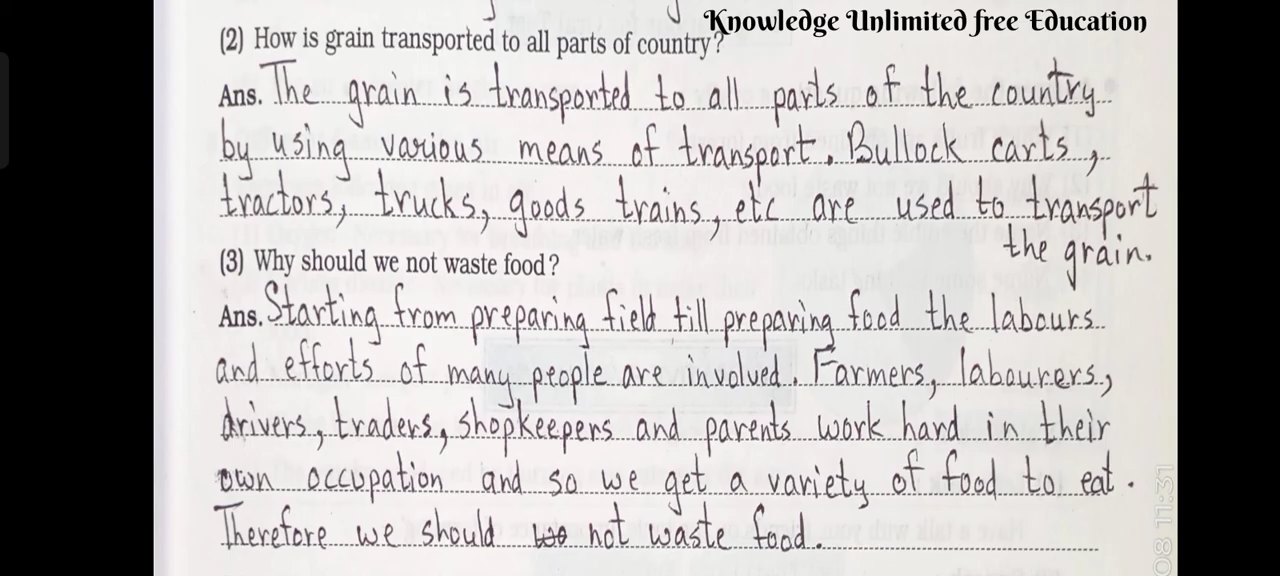 Knowledge Unlimited free Education
(2) How is grain transported to all parts of country?
Ans. The grain is transported to all parts of the country
by using various means of transport. Bullock carts,
tractors, trucks, goods trains, etc are used to transport
the grain.
(3) Why should we not waste food?
Ans. Starting from preparing field till preparing food the labours
and efforts of many people are involved. Farmers, labourers,
drivers, traders, shopkeepers and parents work hard in their
own occupation and so we get a variety of food to eat.
Therefore we should not waste food.
08 11:31